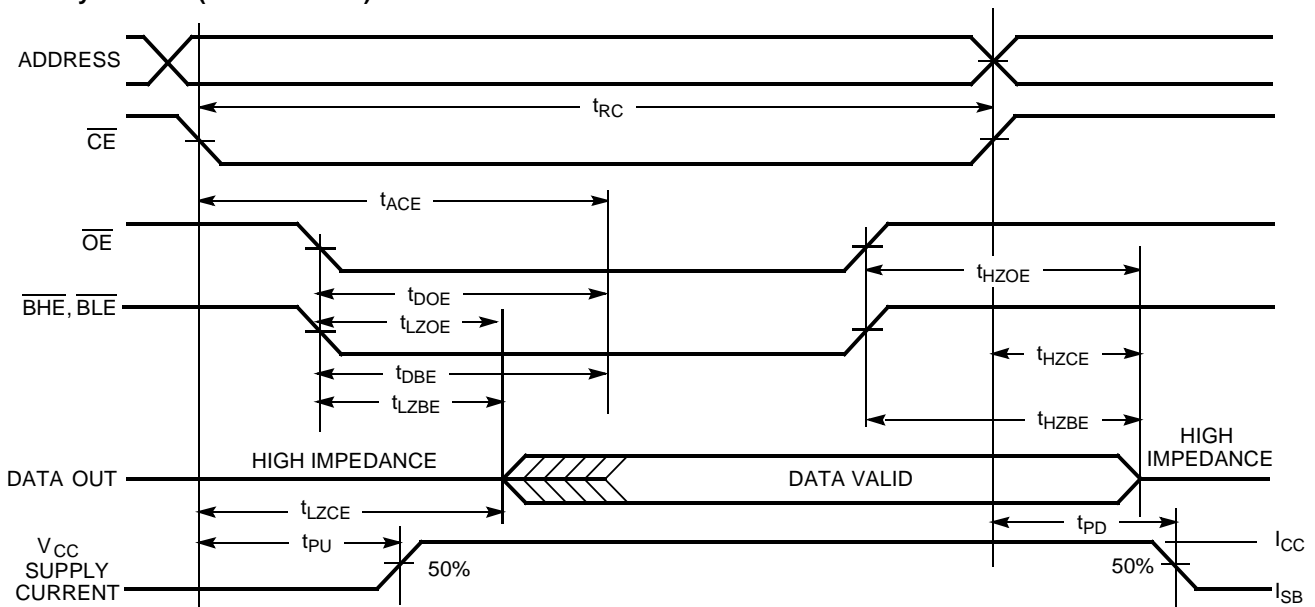 ADDRESS
tRC
CE
tACE
OE
tHZOE
tDOE
BHE, BLE
tLZOE
tHZCE
tDBE
tLZBE
tHZBE
HIGH IMPEDANCE
HIGH
IMPEDANCE
DATA OUT
DATA VALID
tLZCE
tPD
VCC
SUPPLY
CURRENT
tPU
50%
50%
ICC
ISB